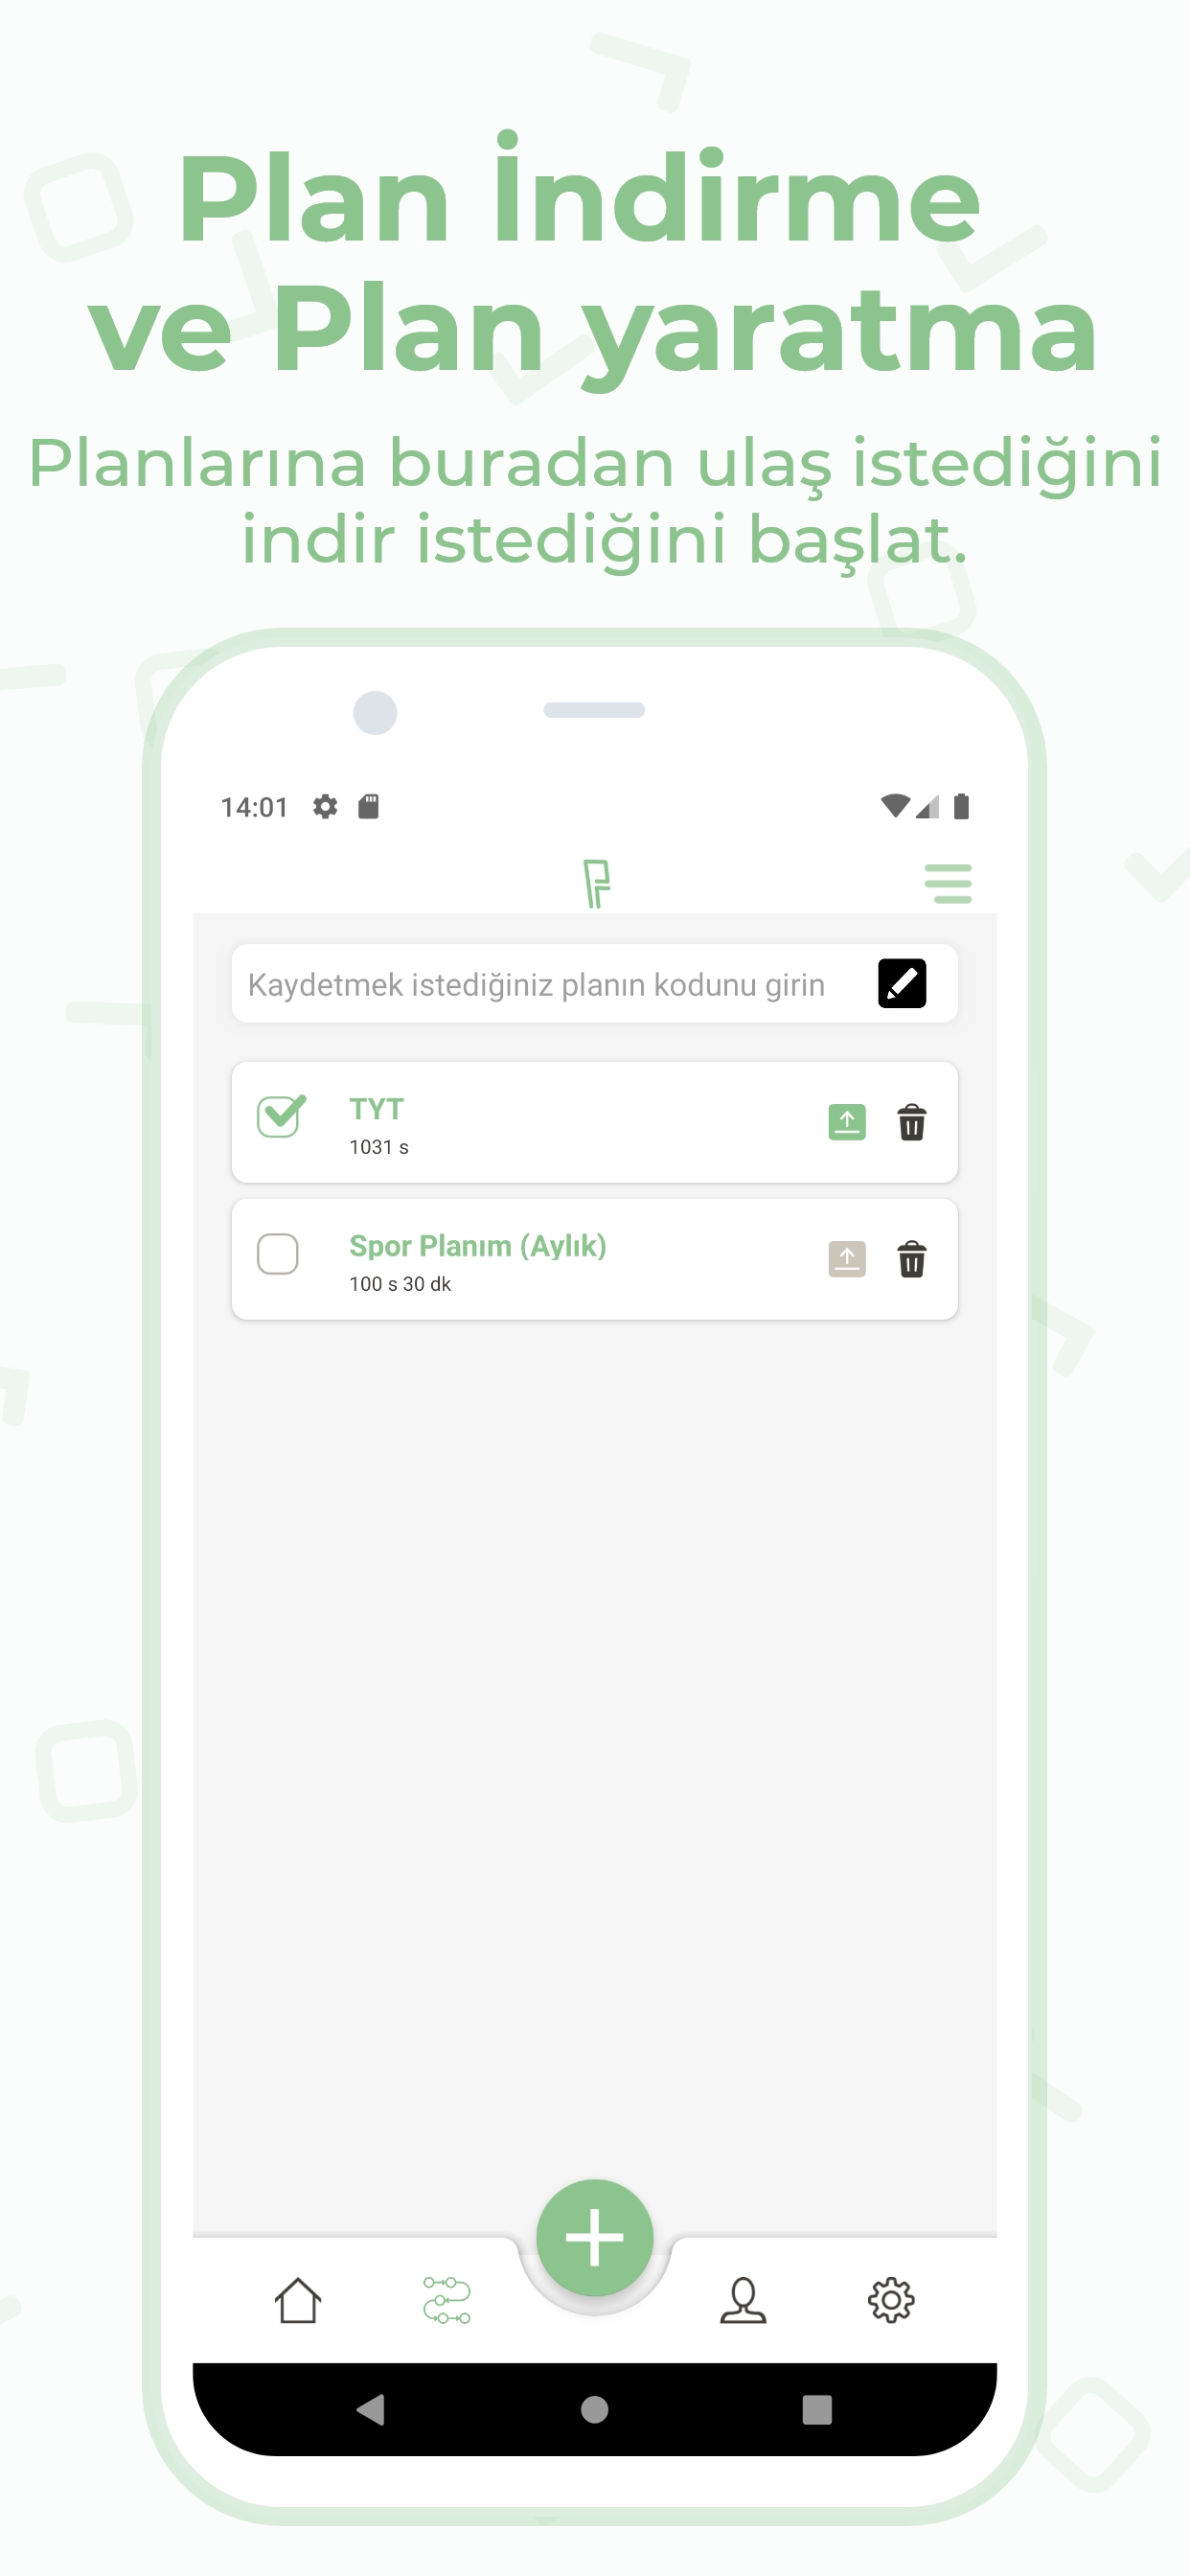 Plan İndirme
ve Plan yaratma
Planlarına buradan ulaş istediğini
indir istediğini başlat.
14:01
Kaydetmek istediğiniz planın kodunu girin
TYT
1031 s
Spor Planım (Aylık)
100 s 30 dk